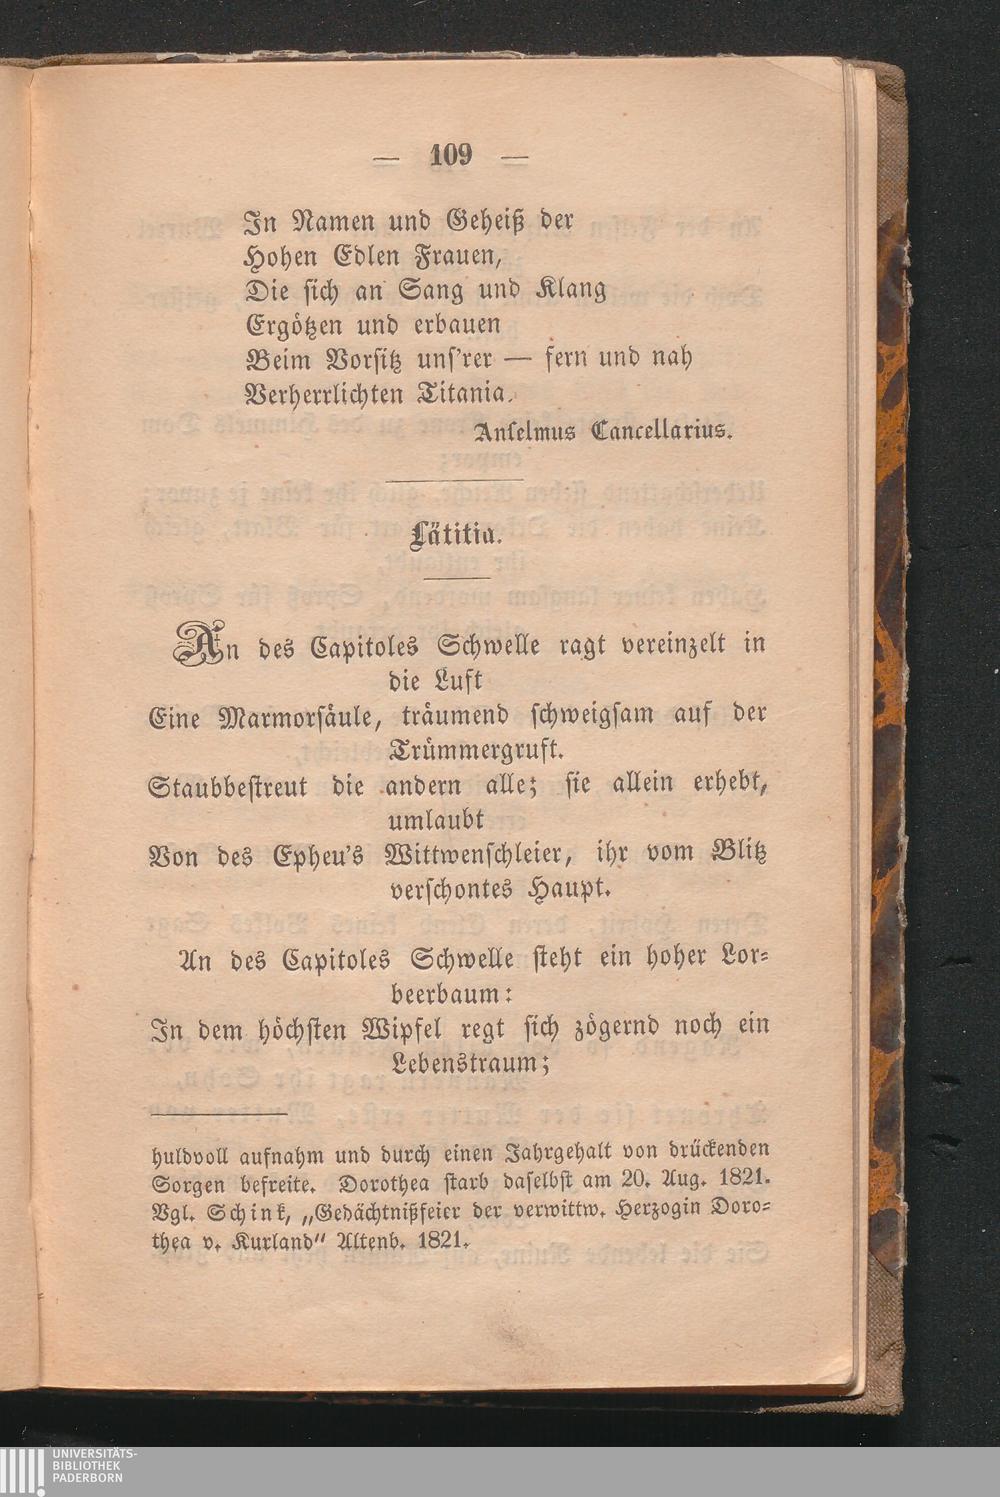 — 109 —
In Namen und Geheiß der
Hohen Edlen Frauen,
Die sich an Sang und Klang
Ergötzen und erbauen
Beim Vorsitz uns'rer — fern und nah
Verherrlichten Titania.
Anselmus Cancellarius.
Lätitia.
An des Capitoles Schwelle ragt vereinzelt in
die Luft
Eine Marmorsäule, träumend schweigsam auf der
Trümmergruft.
Staubbestreut die andern alle; sie allein erhebt,
umlaubt
Von des Epheu's Wittwenschleier, ihr vom Blitz
verschontes Haupt.
An des Capitoles Schwelle steht ein hoher Lor-
beerbaum:
In dem höchsten Wipfel regt sich zögernd noch ein
Lebenstraum;
huldvoll aufnahm und durch einen Jahrgehalt von drückenden
Sorgen befreite. Dorothea starb daselbst am 20. Aug. 1821.
Vgl. Schink, „Gedächtnißfeier der verwittw. Herzogin Doro-
thea v. Kurland" Altenb. 1821.
UNIVERSITÄTS-
BIBLIOTHEK
PADERBORN